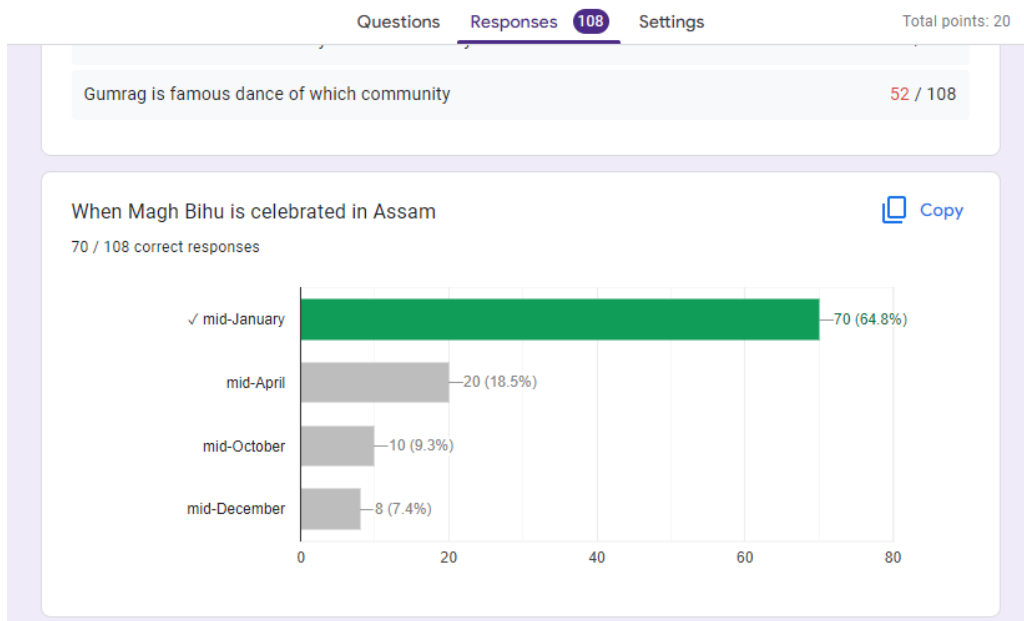 Questions Responses 108 Settings Total points: 20
Gumrag is famous dance of which community 52 / 108
When Magh Bihu is celebrated in Assam Copy
70 / 108 correct responses
✓ mid-January 70 (64.8%)
mid-April 20 (18.5%)
mid-October 10 (9.3%)
mid-December 8 (7.4%)
0 20 40 60 80